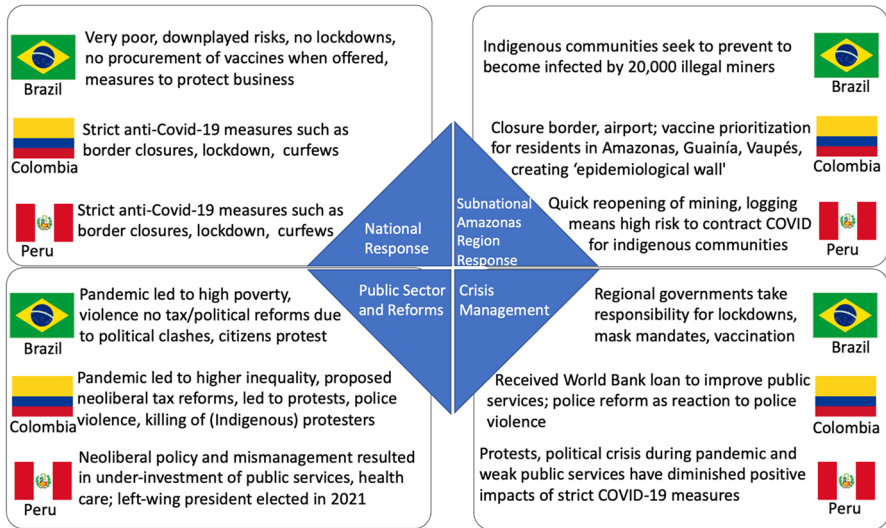 Very poor, downplayed risks, no lockdowns,
no procurement of vaccines when offered,
measures to protect business
Brazil
Strict anti-Covid-19 measures such as
border closures, lockdown, curfews
Colombia
Strict anti-Covid-19 measures such as
border closures, lockdown, curfews
Peru
National
Response
Indigenous communities seek to prevent to
become infected by 20,000 illegal miners
Brazil
Closure border, airport; vaccine prioritization
for residents in Amazonas, Guainía, Vaupés,
creating ‘epidemiological wall'
Colombia
Quick reopening of mining, logging
means high risk to contract COVID
for indigenous communities
Peru
Subnational
Amazonas
Region
Response
Public Sector
and Reforms
Pandemic led to high poverty,
violence no tax/political reforms due
to political clashes, citizens protest
Brazil
Pandemic led to higher inequality, proposed
neoliberal tax reforms, led to protests, police
violence, killing of (Indigenous) protesters
Colombia
Neoliberal policy and mismanagement resulted
in under-investment of public services, health
care; left-wing president elected in 2021
Peru
Crisis
Management
Regional governments take
responsibility for lockdowns,
mask mandates, vaccination
Brazil
Received World Bank loan to improve public
services; police reform as reaction to police
violence
Colombia
Protests, political crisis during pandemic and
weak public services have diminished positive
impacts of strict COVID-19 measures
Peru